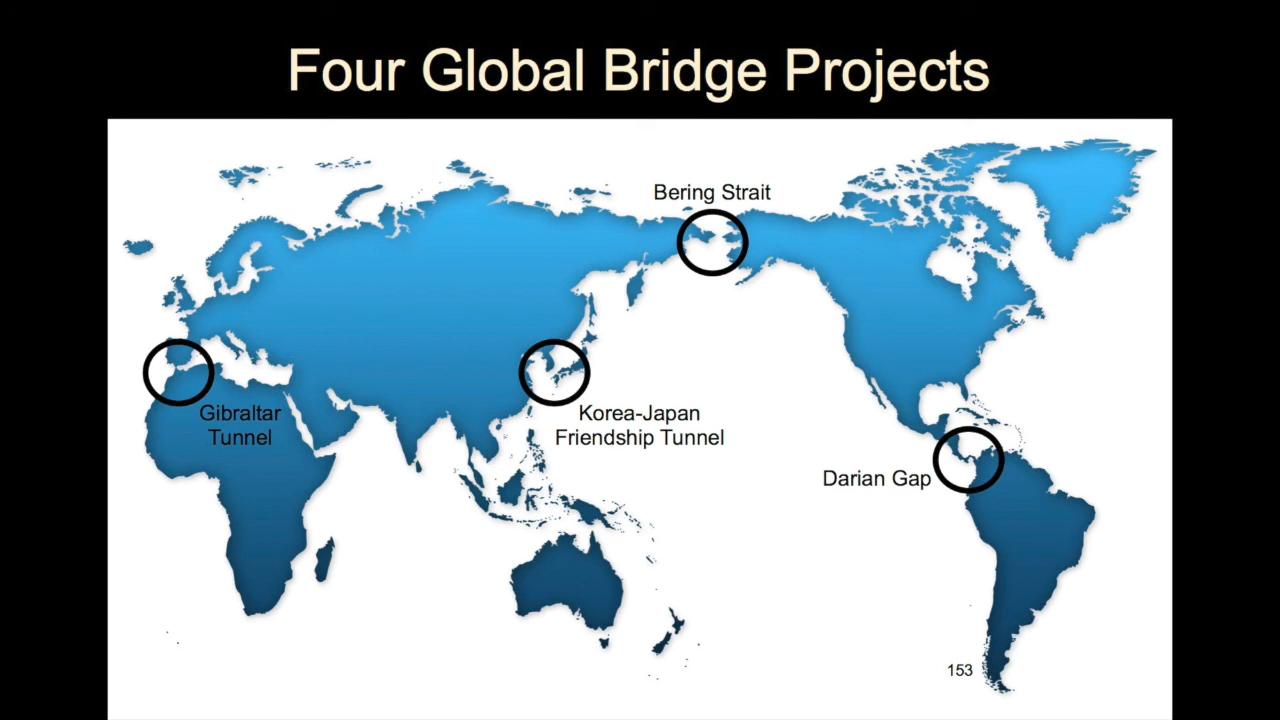 Four Global Bridge Projects
Bering Strait
Gibraltar
Tunnel
Korea-Japan
Friendship Tunnel
Darian Gap
153